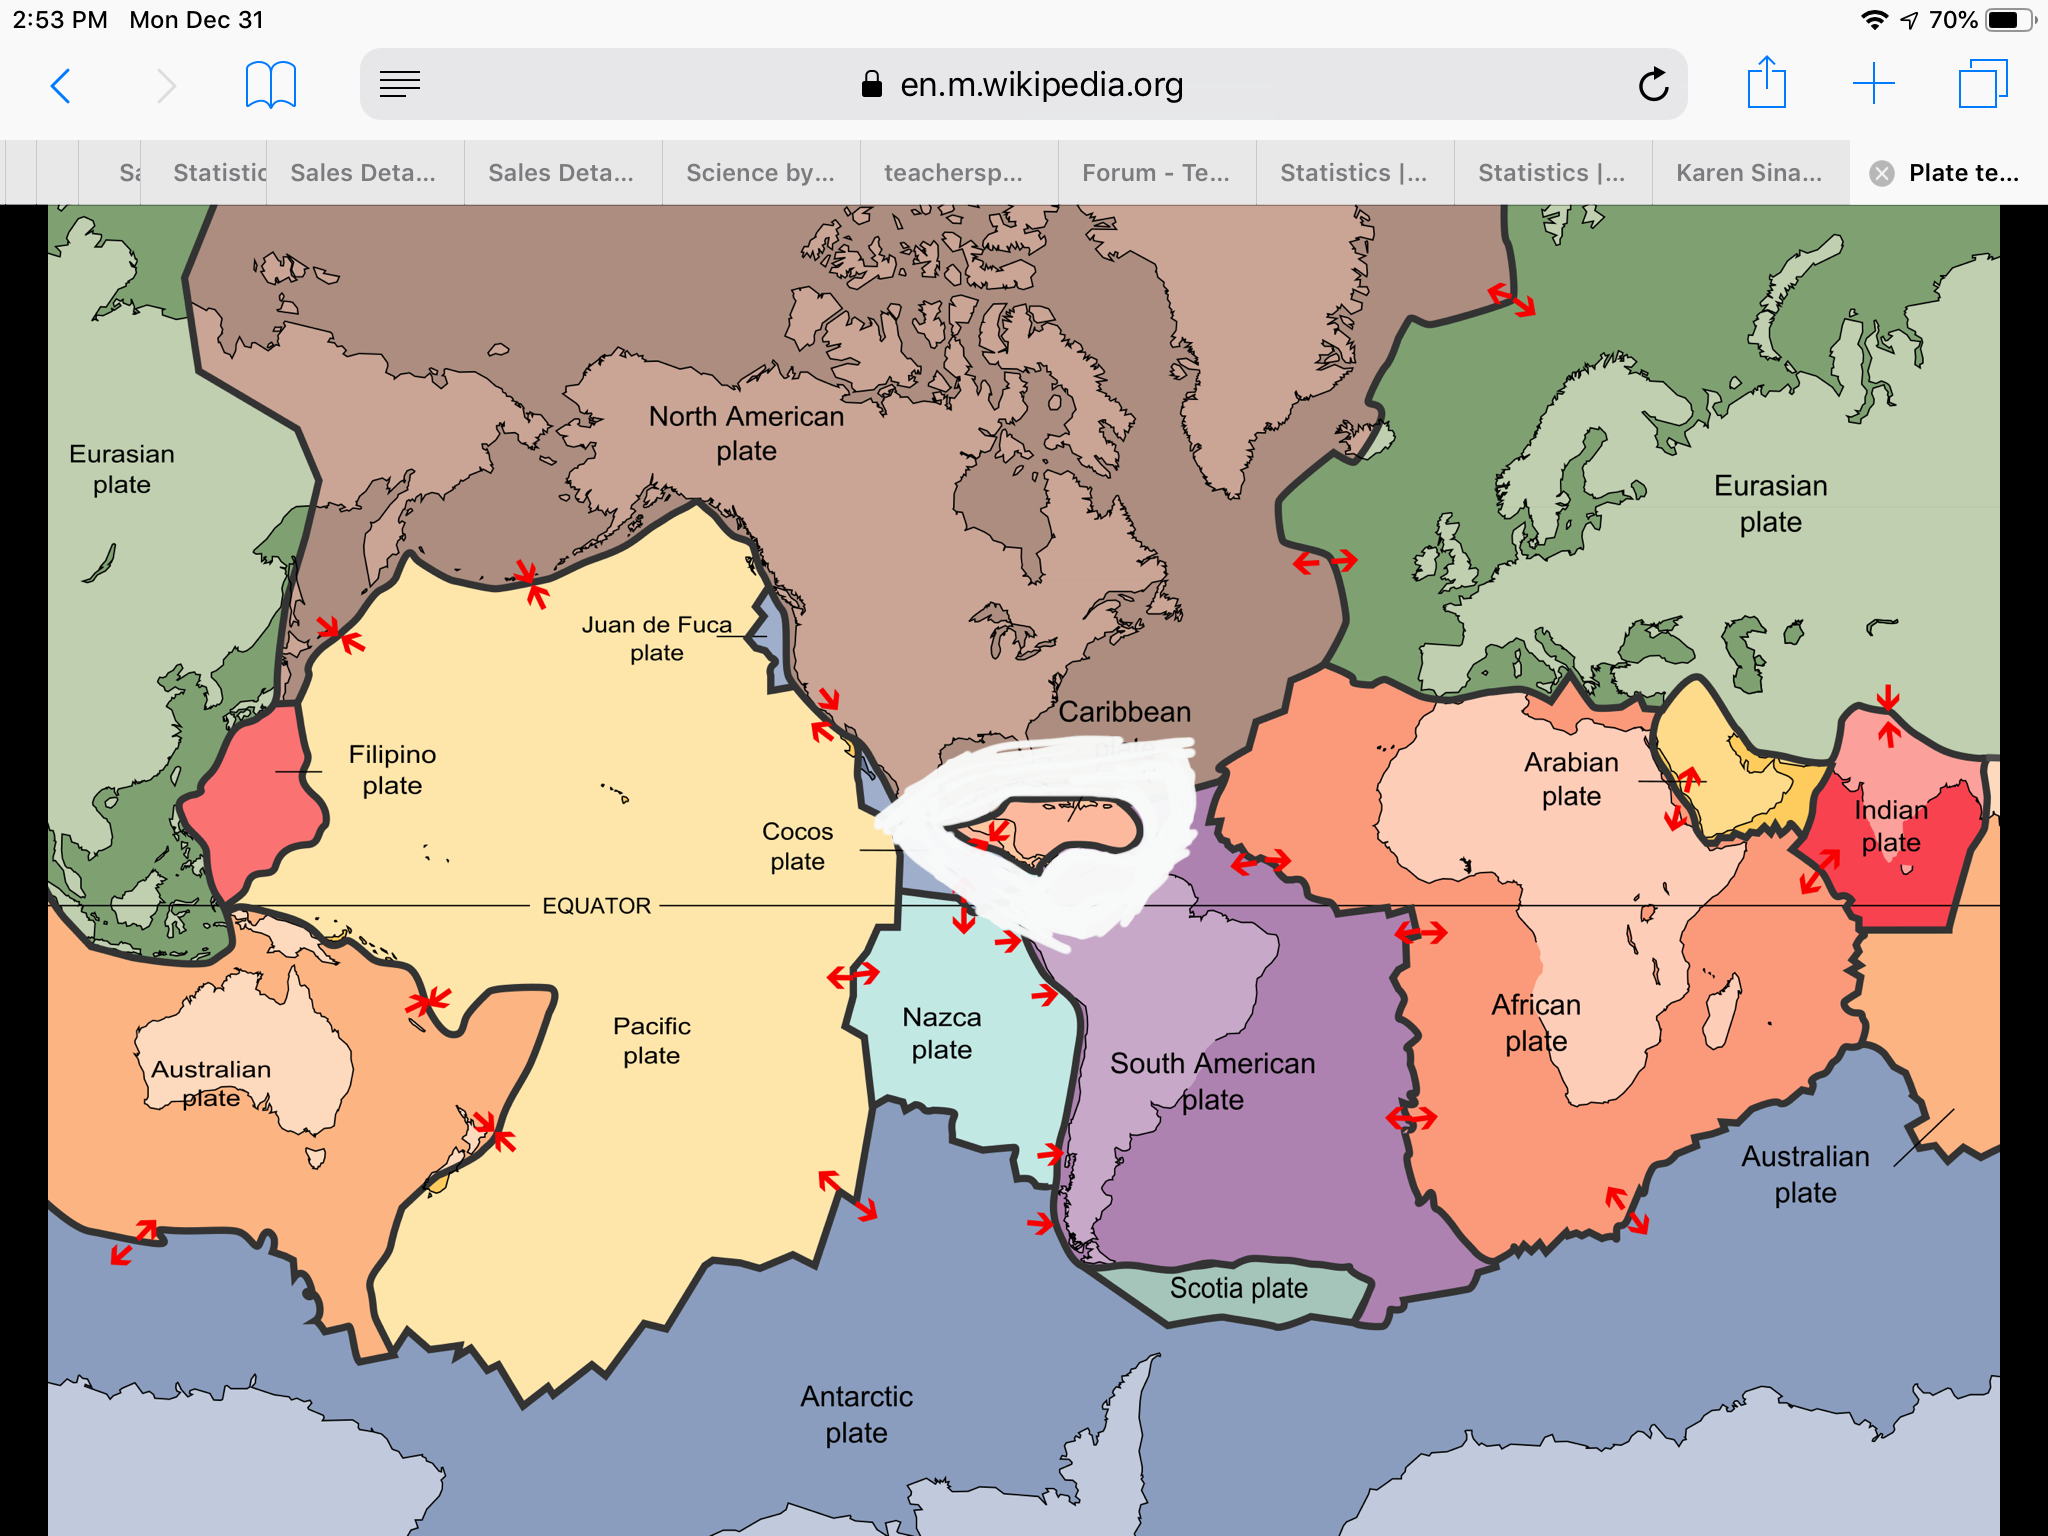 2:53 PM Mon Dec 31
70%
en.m.wikipedia.org
Sa
Statistic
Sales Deta...
Sales Deta...
Science by...
teachersp...
Forum - Te...
Statistics |...
Statistics |...
Karen Sina...
Plate te...
North American
plate
Eurasian
plate
Eurasian
plate
Juan de Fuca
plate
Caribbean
plate
Filipino
plate
Arabian
plate
Indian
plate
Cocos
plate
EQUATOR
Nazca
plate
African
plate
Pacific
plate
South American
plate
Australian
plate
Australian
plate
Scotia plate
Antarctic
plate